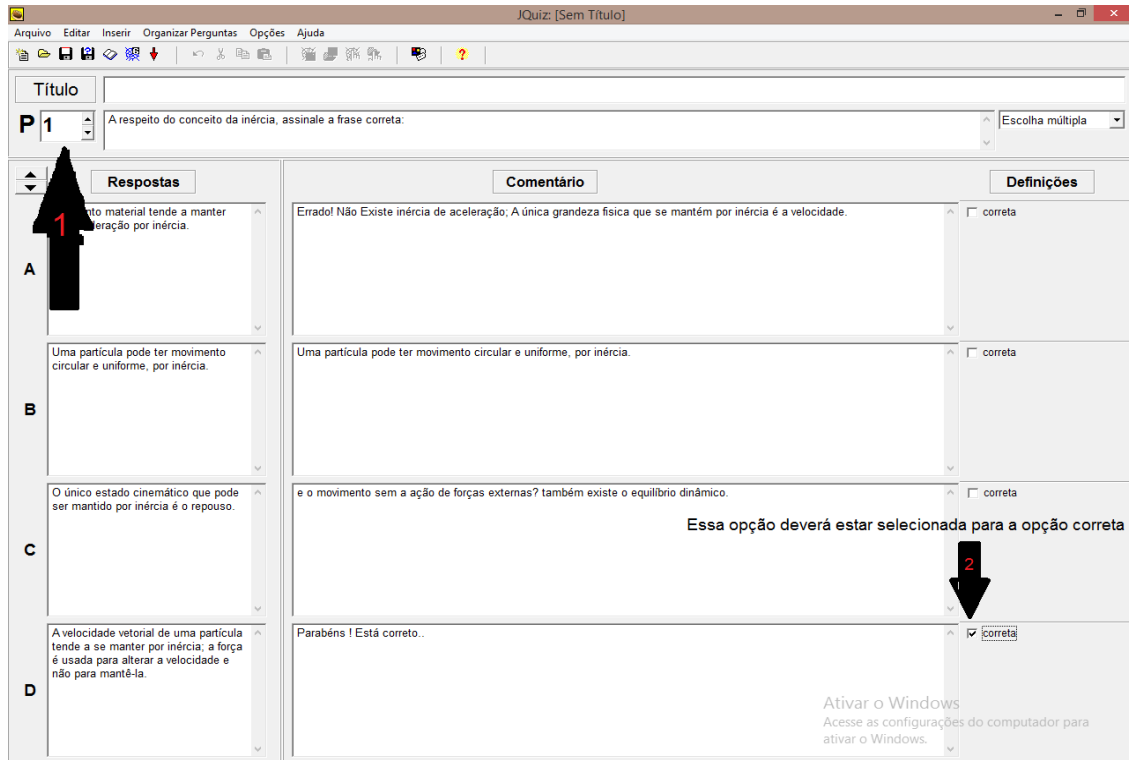 JQuiz: [Sem Título]
Arquivo Editar Inserir Organizar Perguntas Opções Ajuda
Título
P 1
A respeito do conceito da inércia, assinale a frase correta:
Escolha múltipla
Respostas
Comentário
Definições
1
A
nto material tende a manter
eração por inércia.
Errado! Não Existe inércia de aceleração; A única grandeza fisica que se mantém por inércia é a velocidade.
correta
B
Uma partícula pode ter movimento
circular e uniforme, por inércia.
Uma partícula pode ter movimento circular e uniforme, por inércia.
correta
C
O único estado cinemático que pode
ser mantido por inércia é o repouso.
e o movimento sem a ação de forças externas? também existe o equilíbrio dinâmico.
correta
Essa opção deverá estar selecionada para a opção correta
2
D
A velocidade vetorial de uma partícula
tende a se manter por inércia; a força
é usada para alterar a velocidade e
não para mantê-la.
Parabéns ! Está correto..
correta
Ativar o Windows
Acesse as configurações do computador para
ativar o Windows.